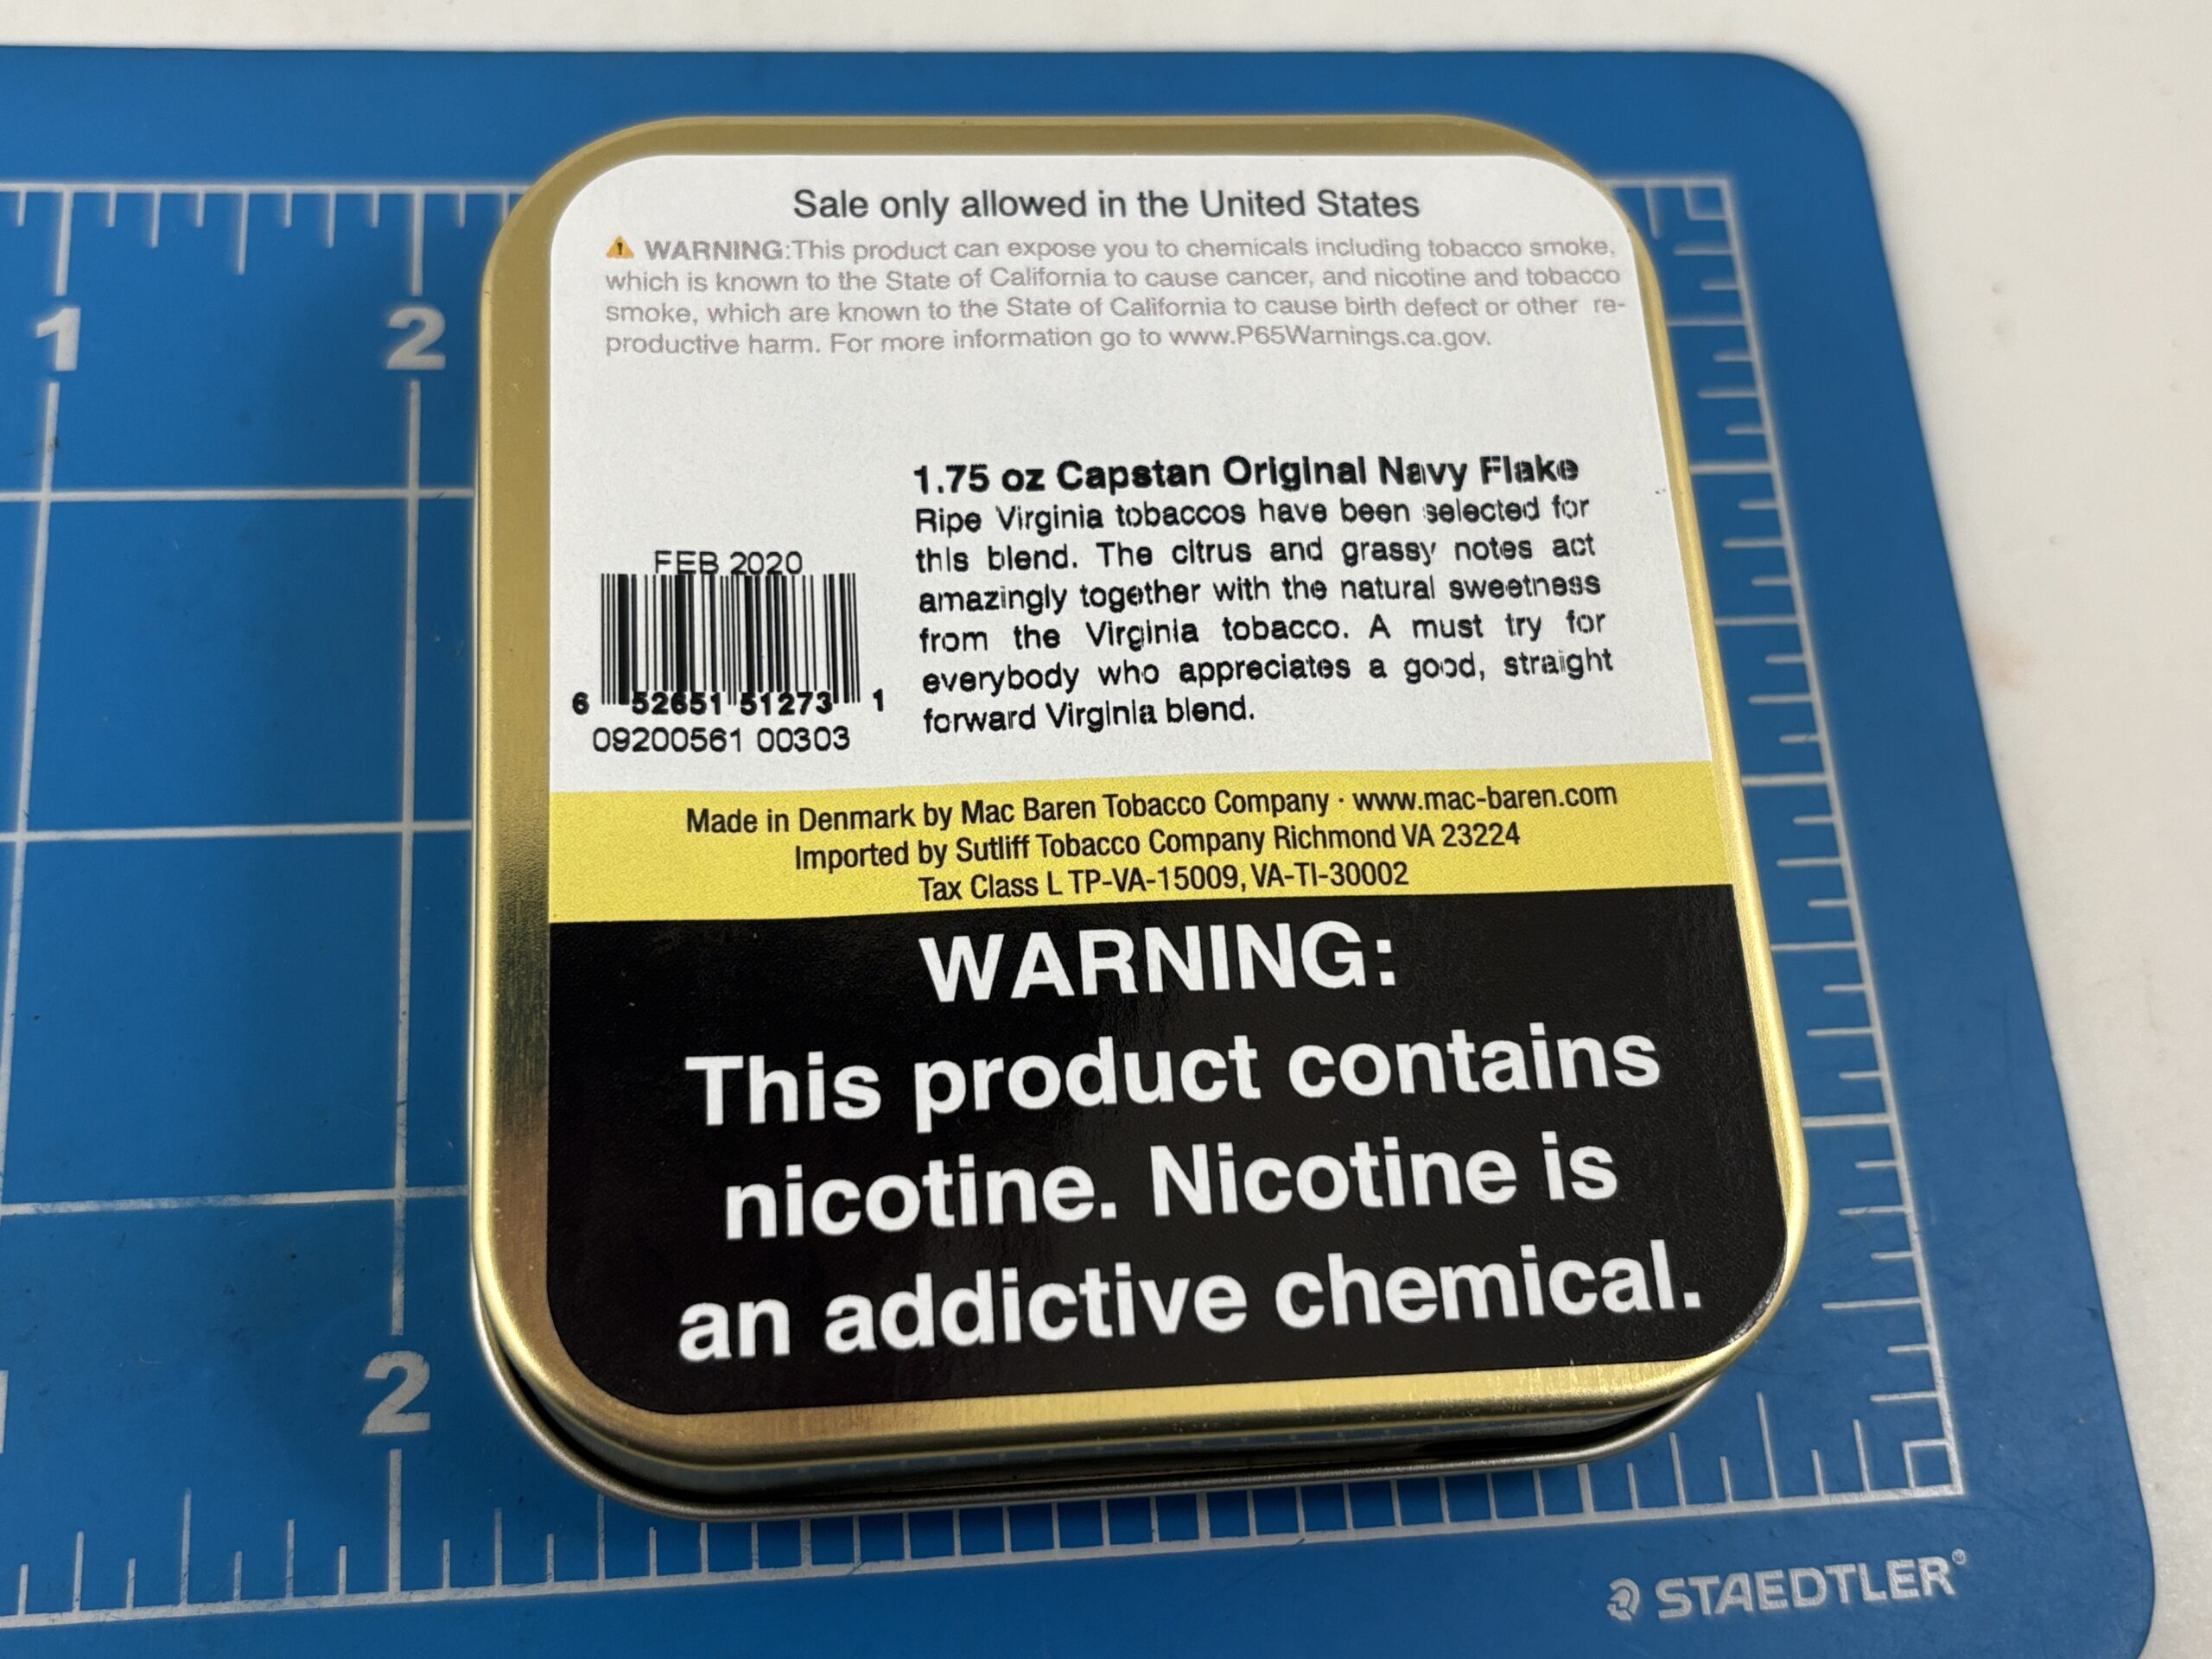 Sale only allowed in the United States
⚠ WARNING:This product can expose you to chemicals including tobacco smoke,
which is known to the State of California to cause cancer, and nicotine and tobacco
smoke, which are known to the State of California to cause birth defect or other re-
productive harm. For more information go to www.P65Warnings.ca.gov.
1.75 oz Capstan Original Navy Flake
Ripe Virginia tobaccos have been selected for
this blend. The citrus and grassy notes act
amazingly together with the natural sweetness
from the Virginia tobacco. A must try for
everybody who appreciates a good, straight
forward Virginia blend.
FEB 2020
6 52651 51273 1
09200561 00303
Made in Denmark by Mac Baren Tobacco Company · www.mac-baren.com
Imported by Sutliff Tobacco Company Richmond VA 23224
Tax Class L TP-VA-15009, VA-TI-30002
WARNING:
This product contains
nicotine. Nicotine is
an addictive chemical.
1
2
2
STAEDTLER®